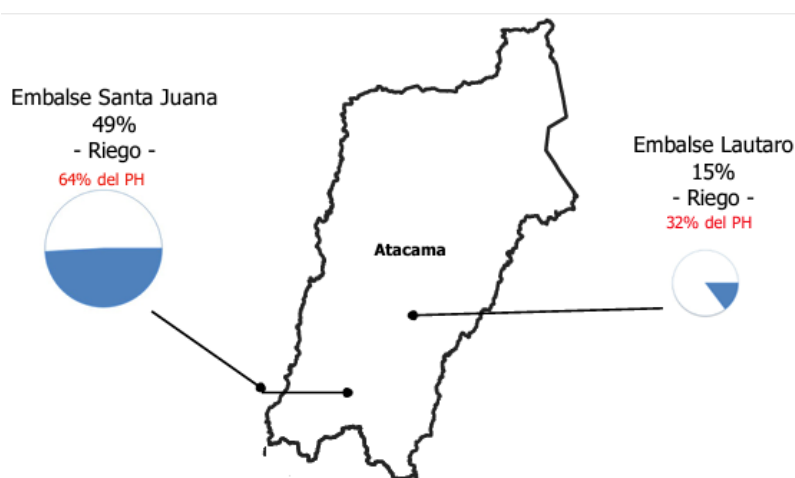 Embalse Santa Juana
49%
- Riego -
64% del PH
Embalse Lautaro
15%
- Riego -
32% del PH
Atacama